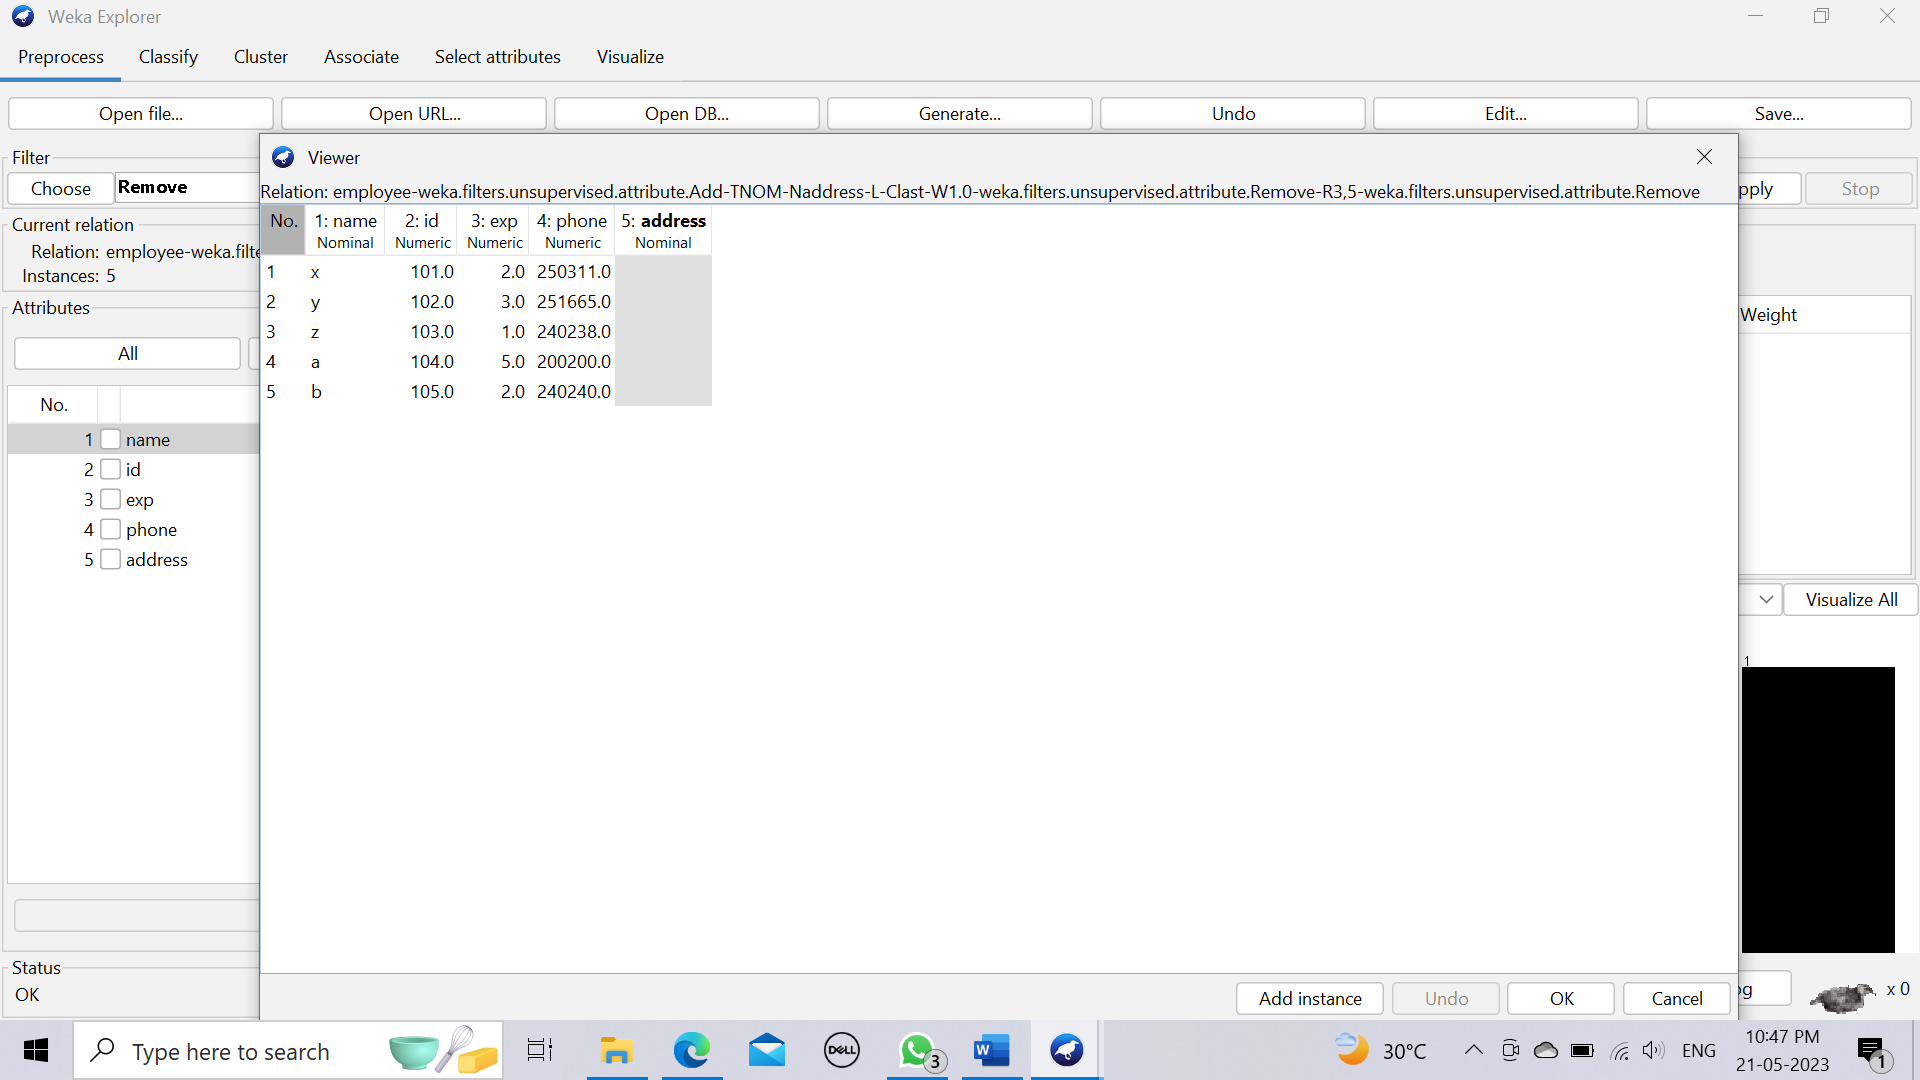 Weka Explorer
Preprocess Classify Cluster Associate Select attributes Visualize
Open file... Open URL... Open DB... Generate... Undo Edit... Save...
Filter
Choose Remove
pply Stop
Current relation
Relation: employee-weka.filte
Instances: 5
Attributes
All
No.
1 name
2 id
3 exp
4 phone
5 address
Status
OK
Viewer
Relation: employee-weka.filters.unsupervised.attribute.Add-TNOM-Naddress-L-Clast-W1.0-weka.filters.unsupervised.attribute.Remove-R3,5-weka.filters.unsupervised.attribute.Remove
No. 1: name 2: id 3: exp 4: phone 5: address
Nominal Numeric Numeric Numeric Nominal
1 x 101.0 2.0 250311.0
2 y 102.0 3.0 251665.0
3 z 103.0 1.0 240238.0
4 a 104.0 5.0 200200.0
5 b 105.0 2.0 240240.0
Add instance Undo OK Cancel
Weight
Visualize All
1
og
x 0
Type here to search
DELL
3
W
30°C
ENG
10:47 PM
21-05-2023
1